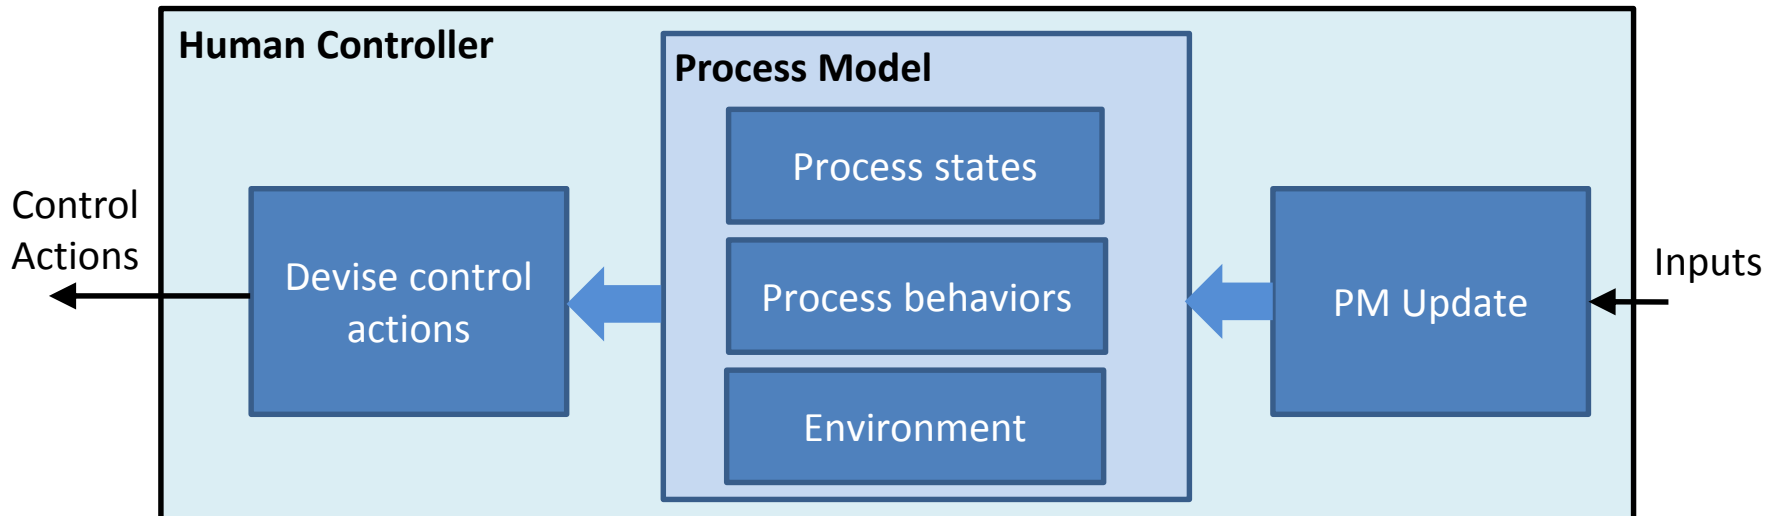 Human Controller
Process Model
Process states
Control
Actions
Devise control
actions
Process behaviors
PM Update
Inputs
Environment